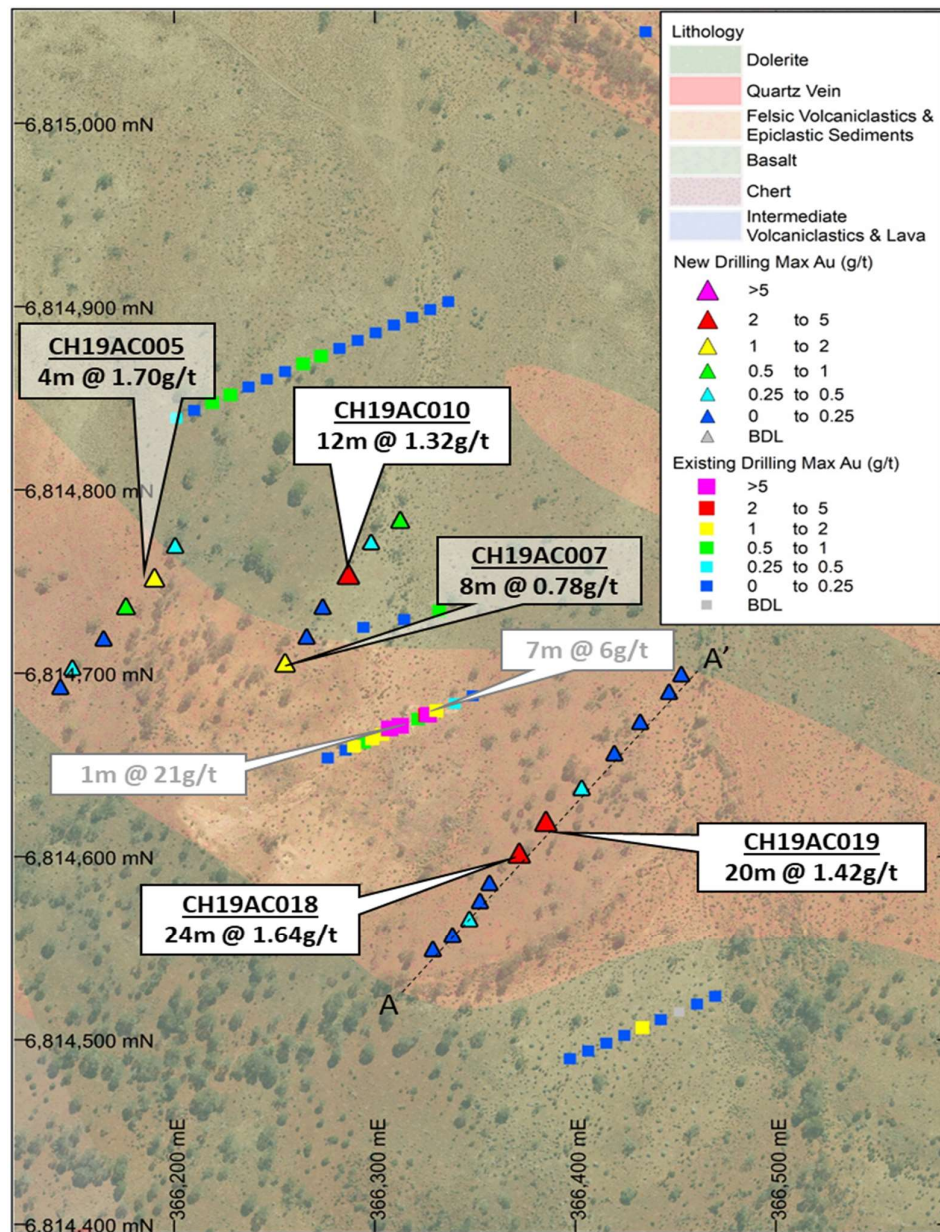 Lithology
Dolerite
Quartz Vein
Felsic Volcaniclastics &
Epiclastic Sediments
Basalt
Chert
Intermediate
Volcaniclastics & Lava
New Drilling Max Au (g/t)
>5
2 to 5
1 to 2
0.5 to 1
0.25 to 0.5
0 to 0.25
BDL
Existing Drilling Max Au (g/t)
>5
2 to 5
1 to 2
0.5 to 1
0.25 to 0.5
0 to 0.25
BDL
6,815,000 mN
6,814,900 mN
CH19AC005
4m @ 1.70g/t
CH19AC010
12m @ 1.32g/t
6,814,800 mN
CH19AC007
8m @ 0.78g/t
7m @ 6g/t
A'
6,814,700 mN
1m @ 21g/t
CH19AC019
20m @ 1.42g/t
6,814,600 mN
CH19AC018
24m @ 1.64g/t
A
6,814,500 mN
366,200 mE
366,300 mE
366,400 mE
366,500 mE
6,814,400 mN